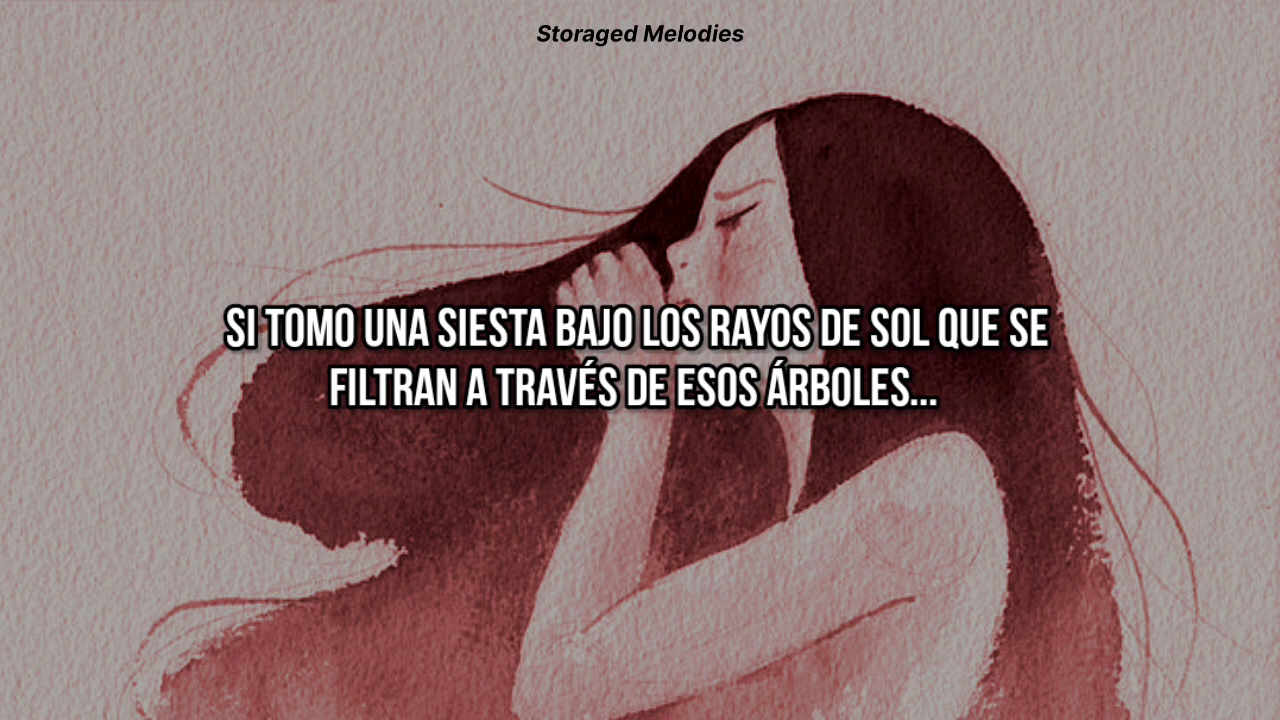 Storaged Melodies
SI TOMO UNA SIESTA BAJO LOS RAYOS DE SOL QUE SE
FILTRAN A TRAVÉS DE ESOS ÁRBOLES...